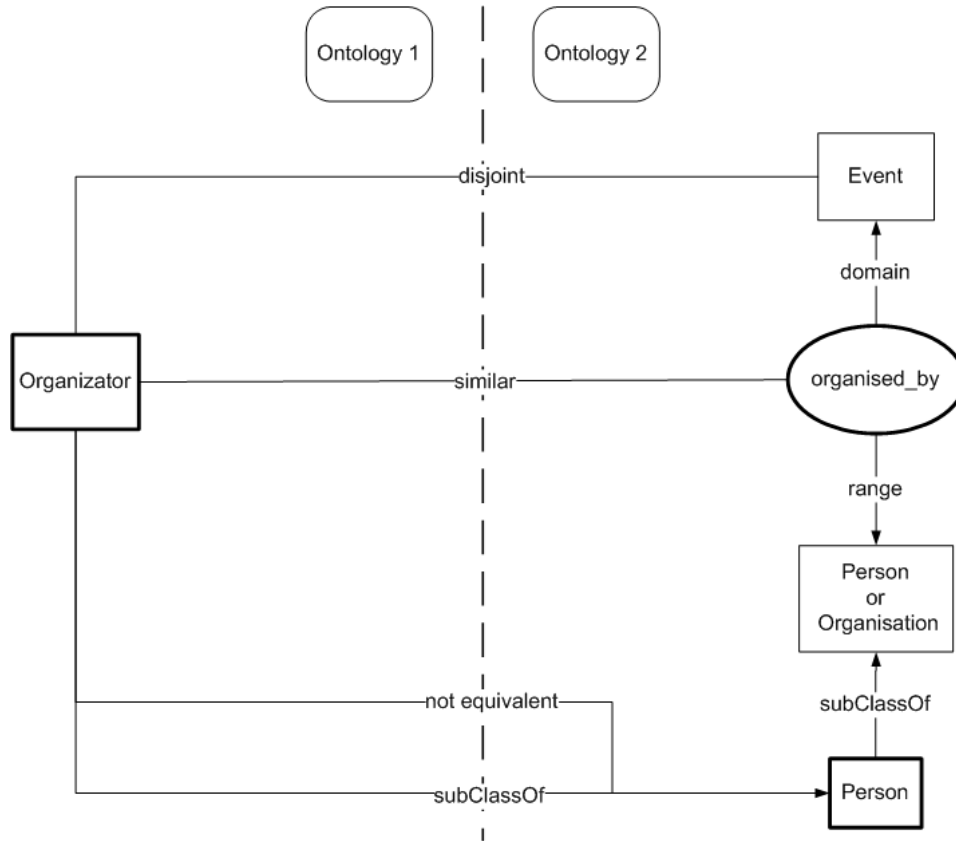 Ontology 1
Ontology 2
disjoint
Event
domain
Organizator
similar
organised_by
range
Person
or
Organisation
not equivalent
subClassOf
subClassOf
Person